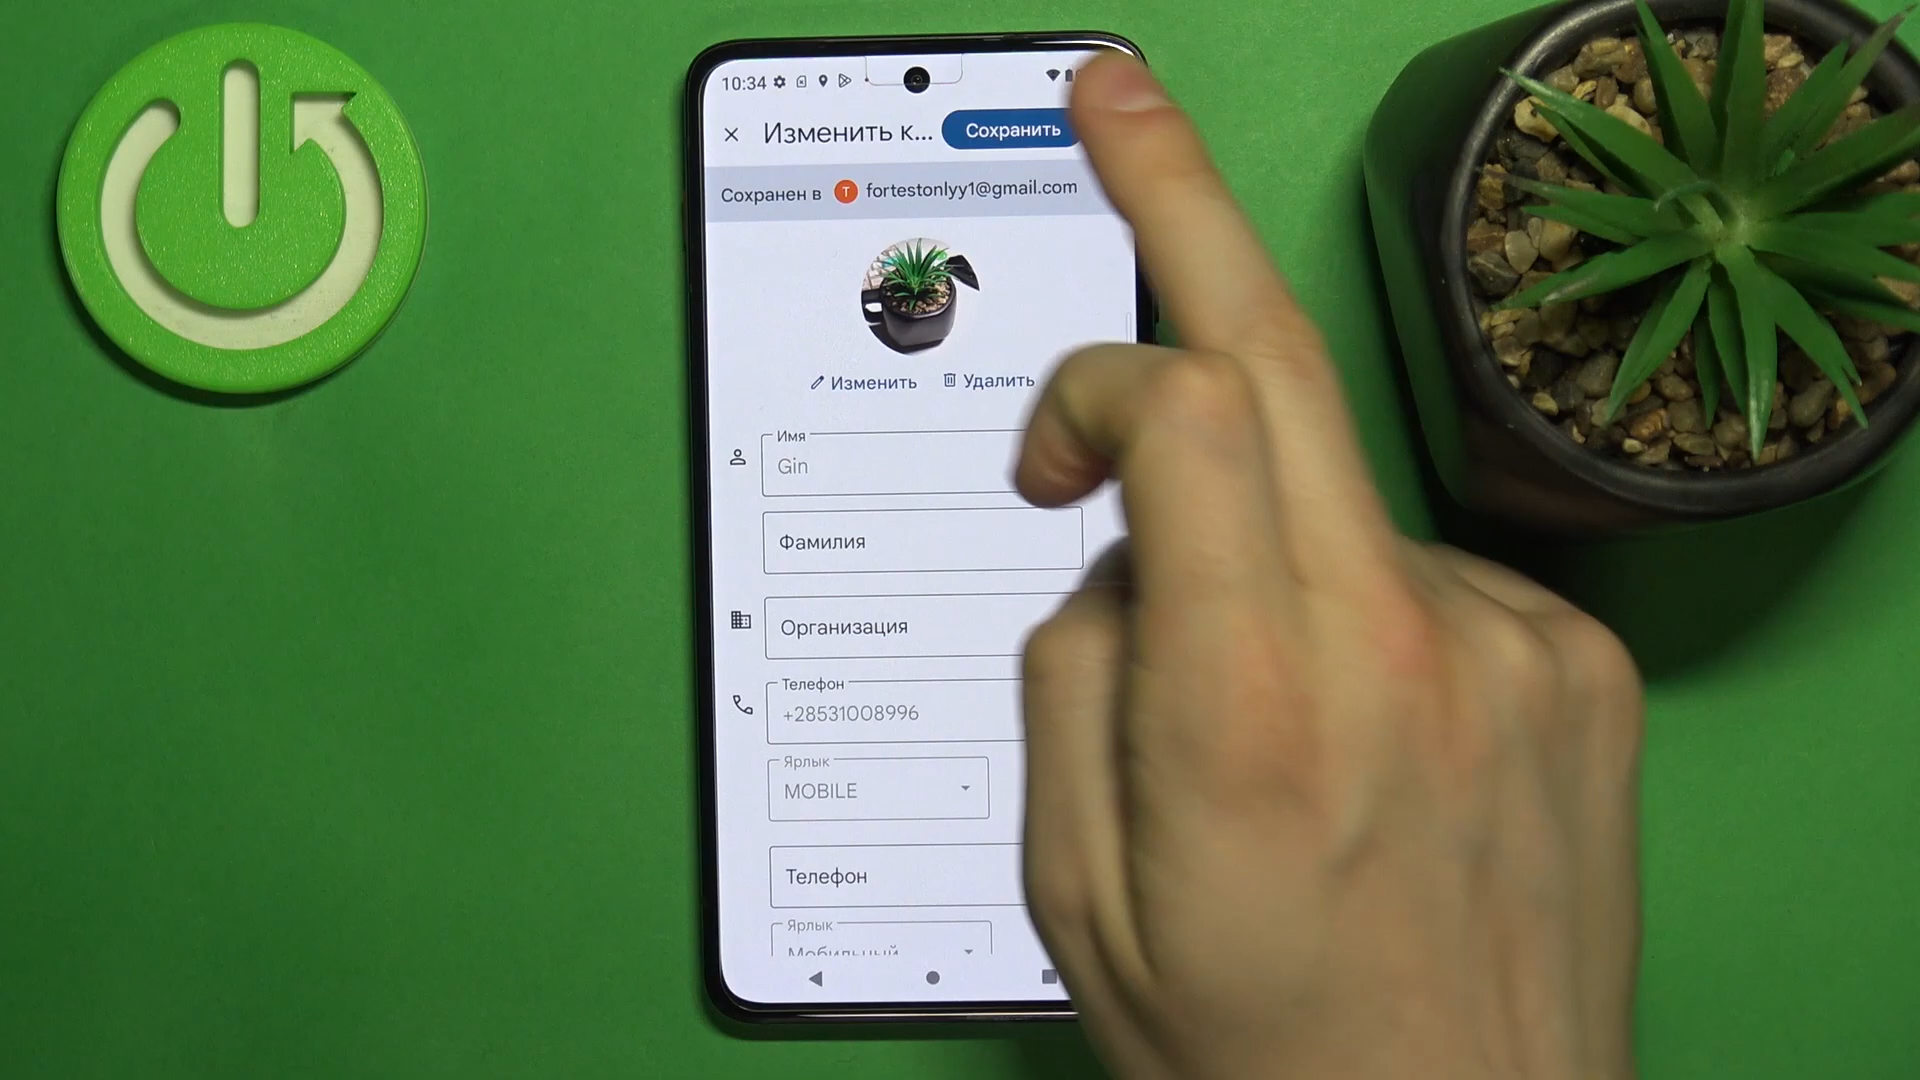 10:34
Изменить к... Сохранить
Сохранен в T fortestonlyy1@gmail.com
Изменить Удалить
Имя
Gin
Фамилия
Организация
Телефон
+28531008996
Ярлык
MOBILE
Телефон
Ярлык
Мобильный